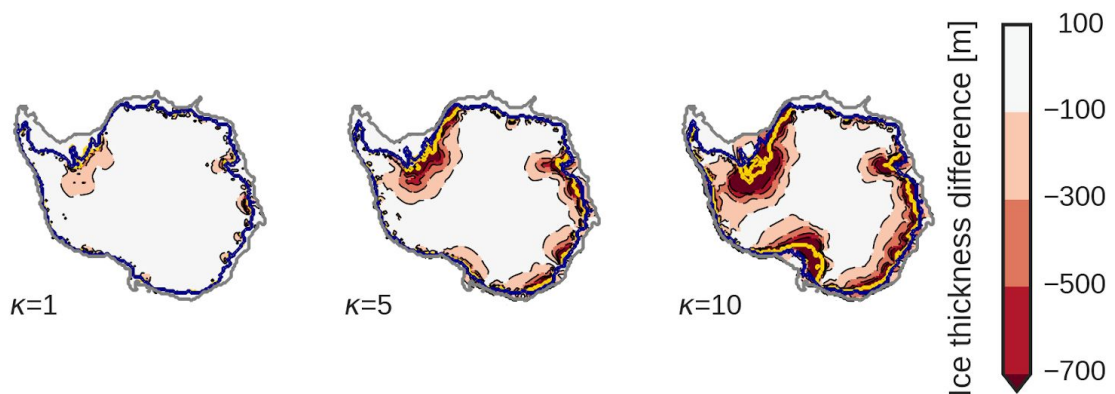 κ=1
κ=5
κ=10
Ice thickness difference [m]
100
−100
−300
−500
−700